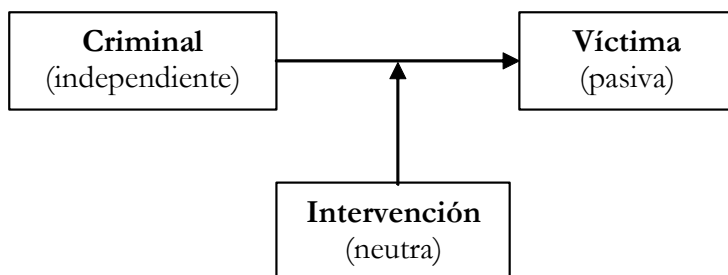 Criminal
(independiente)
Víctima
(pasiva)
Intervención
(neutra)